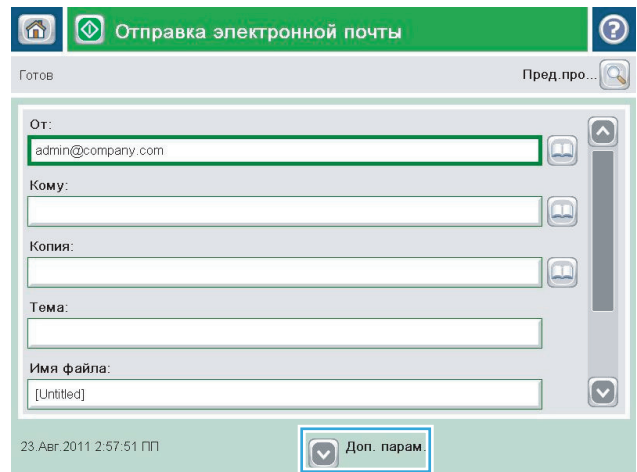 Отправка электронной почты
?
Готов Пред.про...
От:
admin@company.com
Кому:
Копия:
Тема:
Имя файла:
[Untitled]
23.Авг.2011 2:57:51 ПП Доп. парам.